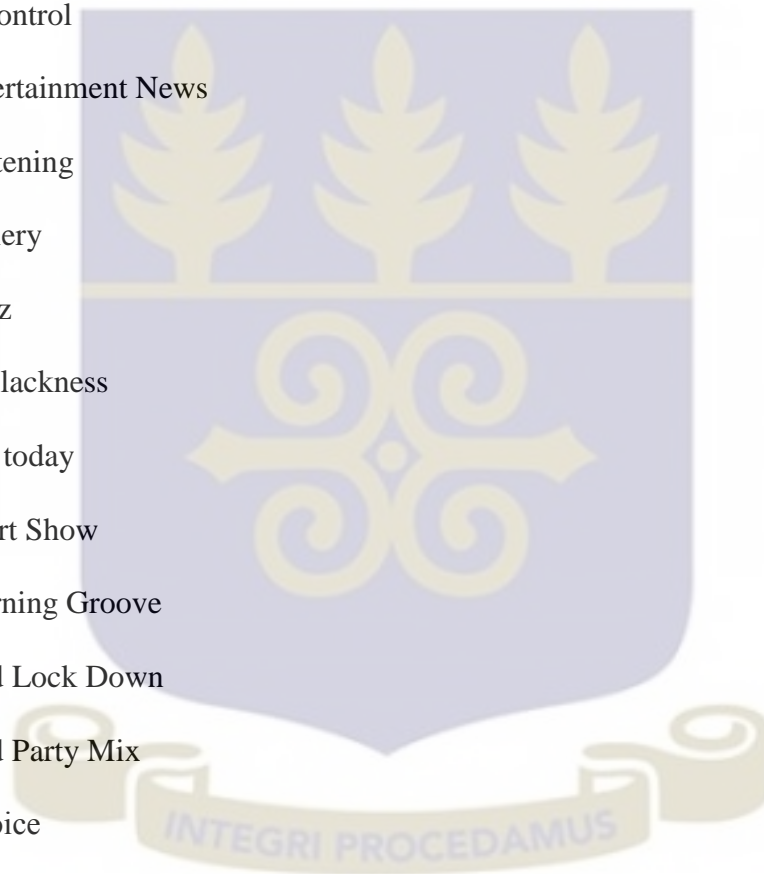 ontrol
ertainment News
tening
ery
z
lackness
today
rt Show
rning Groove
d Lock Down
d Party Mix
oice
INTEGRI PROCEDAMUS